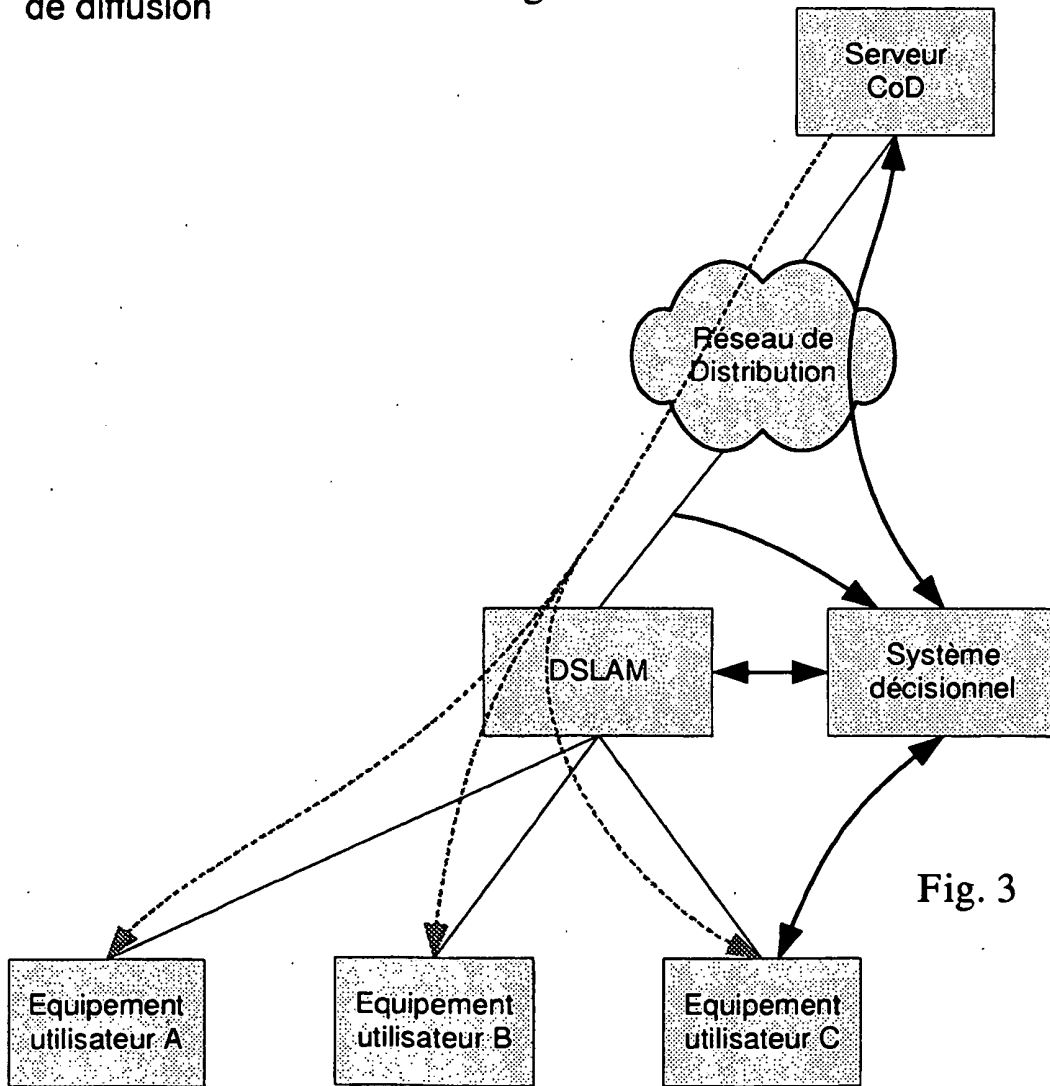 de diffusion
g
Serveur
CoD
Réseau de
Distribution
DSLAM
Système
décisionnel
Fig. 3
Equipement
utilisateur A
Equipement
utilisateur B
Equipement
utilisateur C